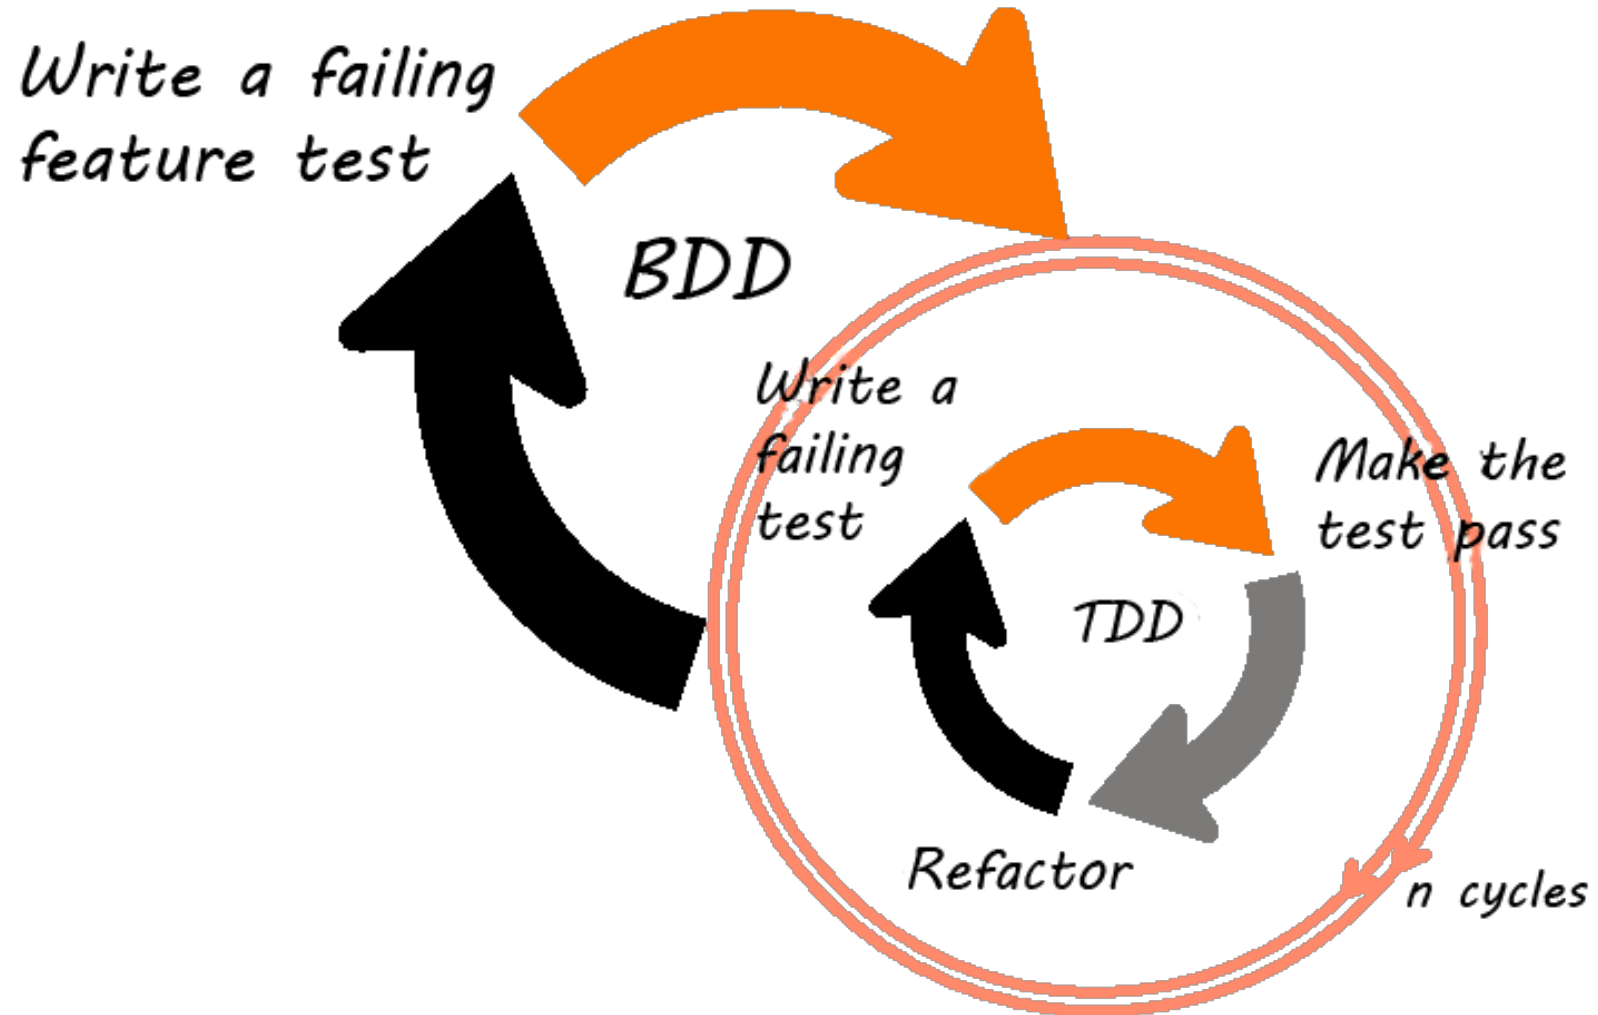 Write a failing
feature test
BDD
Write a
failing
test
Make the
test pass
TDD
Refactor
n cycles